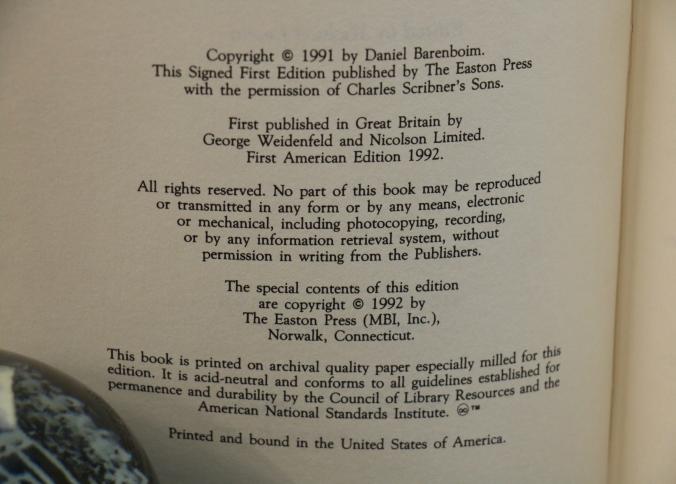 Copyright © 1991 by Daniel Barenboim.
This Signed First Edition published by The Easton Press
with the permission of Charles Scribner's Sons.
First published in Great Britain by
George Weidenfeld and Nicolson Limited.
First American Edition 1992.
All rights reserved. No part of this book may be reproduced
or transmitted in any form or by any means, electronic
or mechanical, including photocopying, recording,
or by any information retrieval system, without
permission in writing from the Publishers.
The special contents of this edition
are copyright © 1992 by
The Easton Press (MBI, Inc.),
Norwalk, Connecticut.
This book is printed on archival quality paper especially milled for this
edition. It is acid-neutral and conforms to all guidelines established for
permanence and durability by the Council of Library Resources and the
American National Standards Institute. ♾™
Printed and bound in the United States of America.